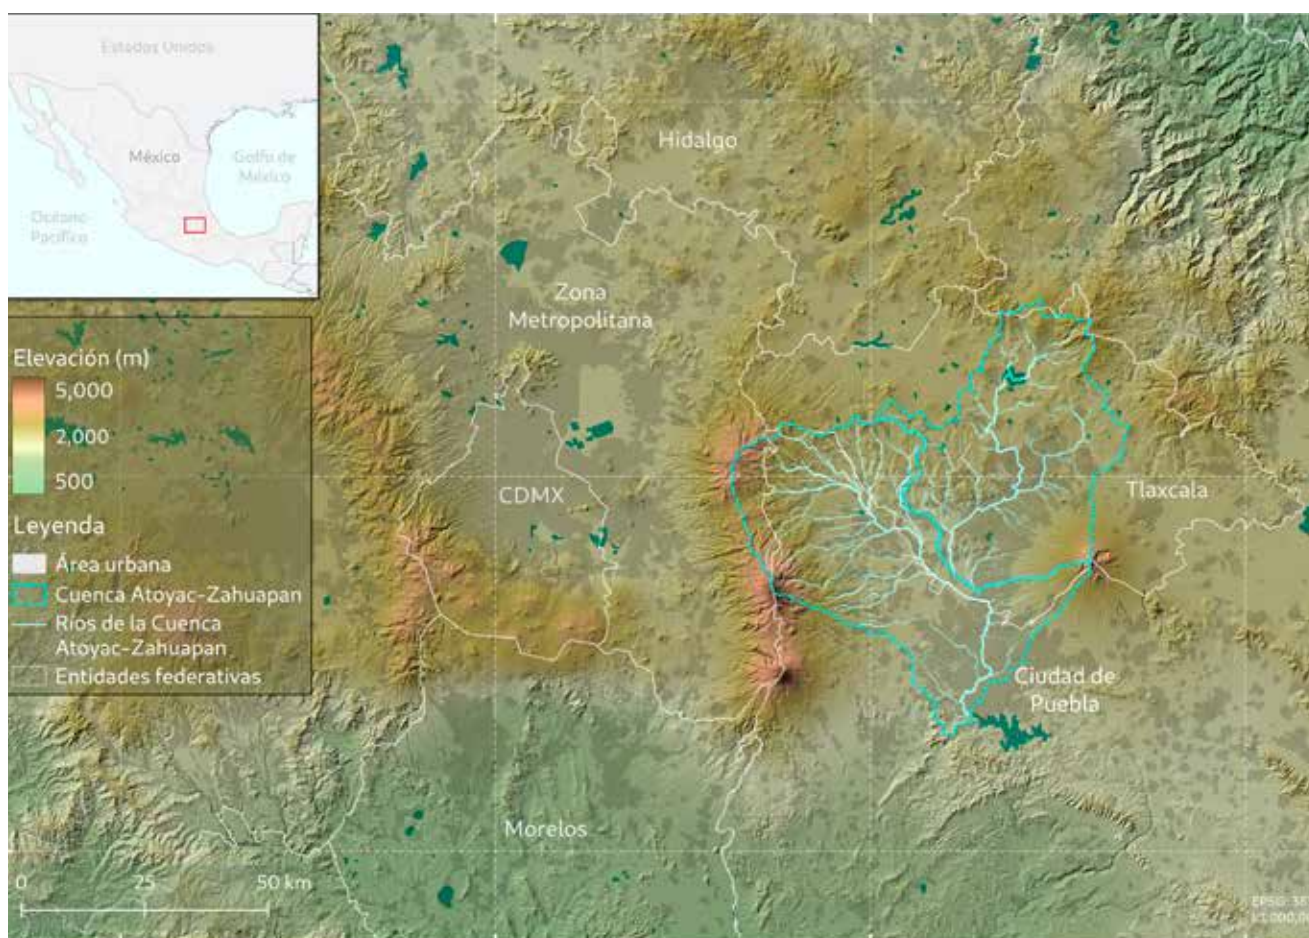 Estados Unidos
México
Golfo de
México
Océano
Pacífico
Hidalgo
Zona
Metropolitana
CDMX
Tlaxcala
Ciudad de
Puebla
Morelos
Elevación (m)
5,000
2,000
500
Leyenda
Área urbana
Cuenca Atoyac-Zahuapan
Ríos de la Cuenca
Atoyac-Zahuapan
Entidades federativas
0 25 50 km